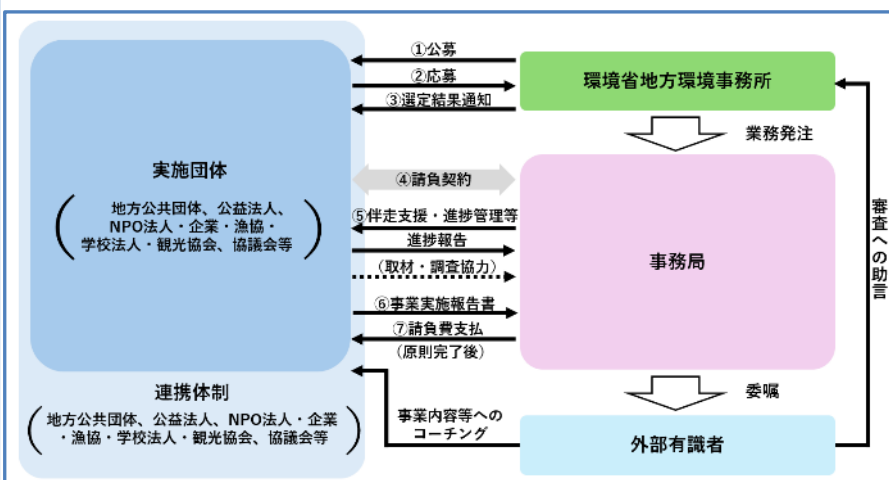 ①公募
②応募
③選定結果通知
環境省地方環境事務所
業務発注
実施団体
地方公共団体、公益法人、
NPO法人・企業・漁協・
学校法人・観光協会、協議会等
④請負契約
⑤伴走支援・進捗管理等
進捗報告
（取材・調査協力）
⑥事業実施報告書
⑦請負費支払
（原則完了後）
事務局
審査への助言
連携体制
地方公共団体、公益法人、NPO法人・企業
・漁協・学校法人・観光協会、協議会等
事業内容等への
コーチング
委嘱
外部有識者